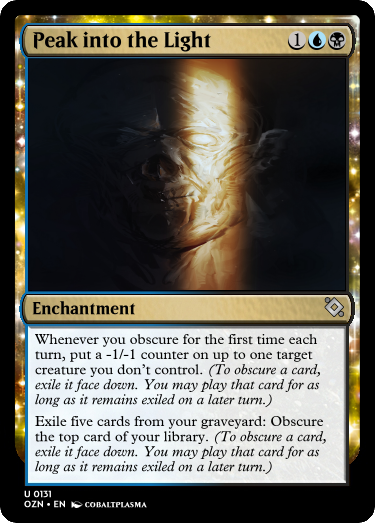 Peak into the Light 1
Enchantment
Whenever you obscure for the first time each
turn, put a -1/-1 counter on up to one target
creature you don't control. (To obscure a card,
exile it face down. You may play that card for as
long as it remains exiled on a later turn.)
Exile five cards from your graveyard: Obscure
the top card of your library. (To obscure a card,
exile it face down. You may play that card for as
long as it remains exiled on a later turn.)
U 0131
OZN • EN COBALTPLASMA